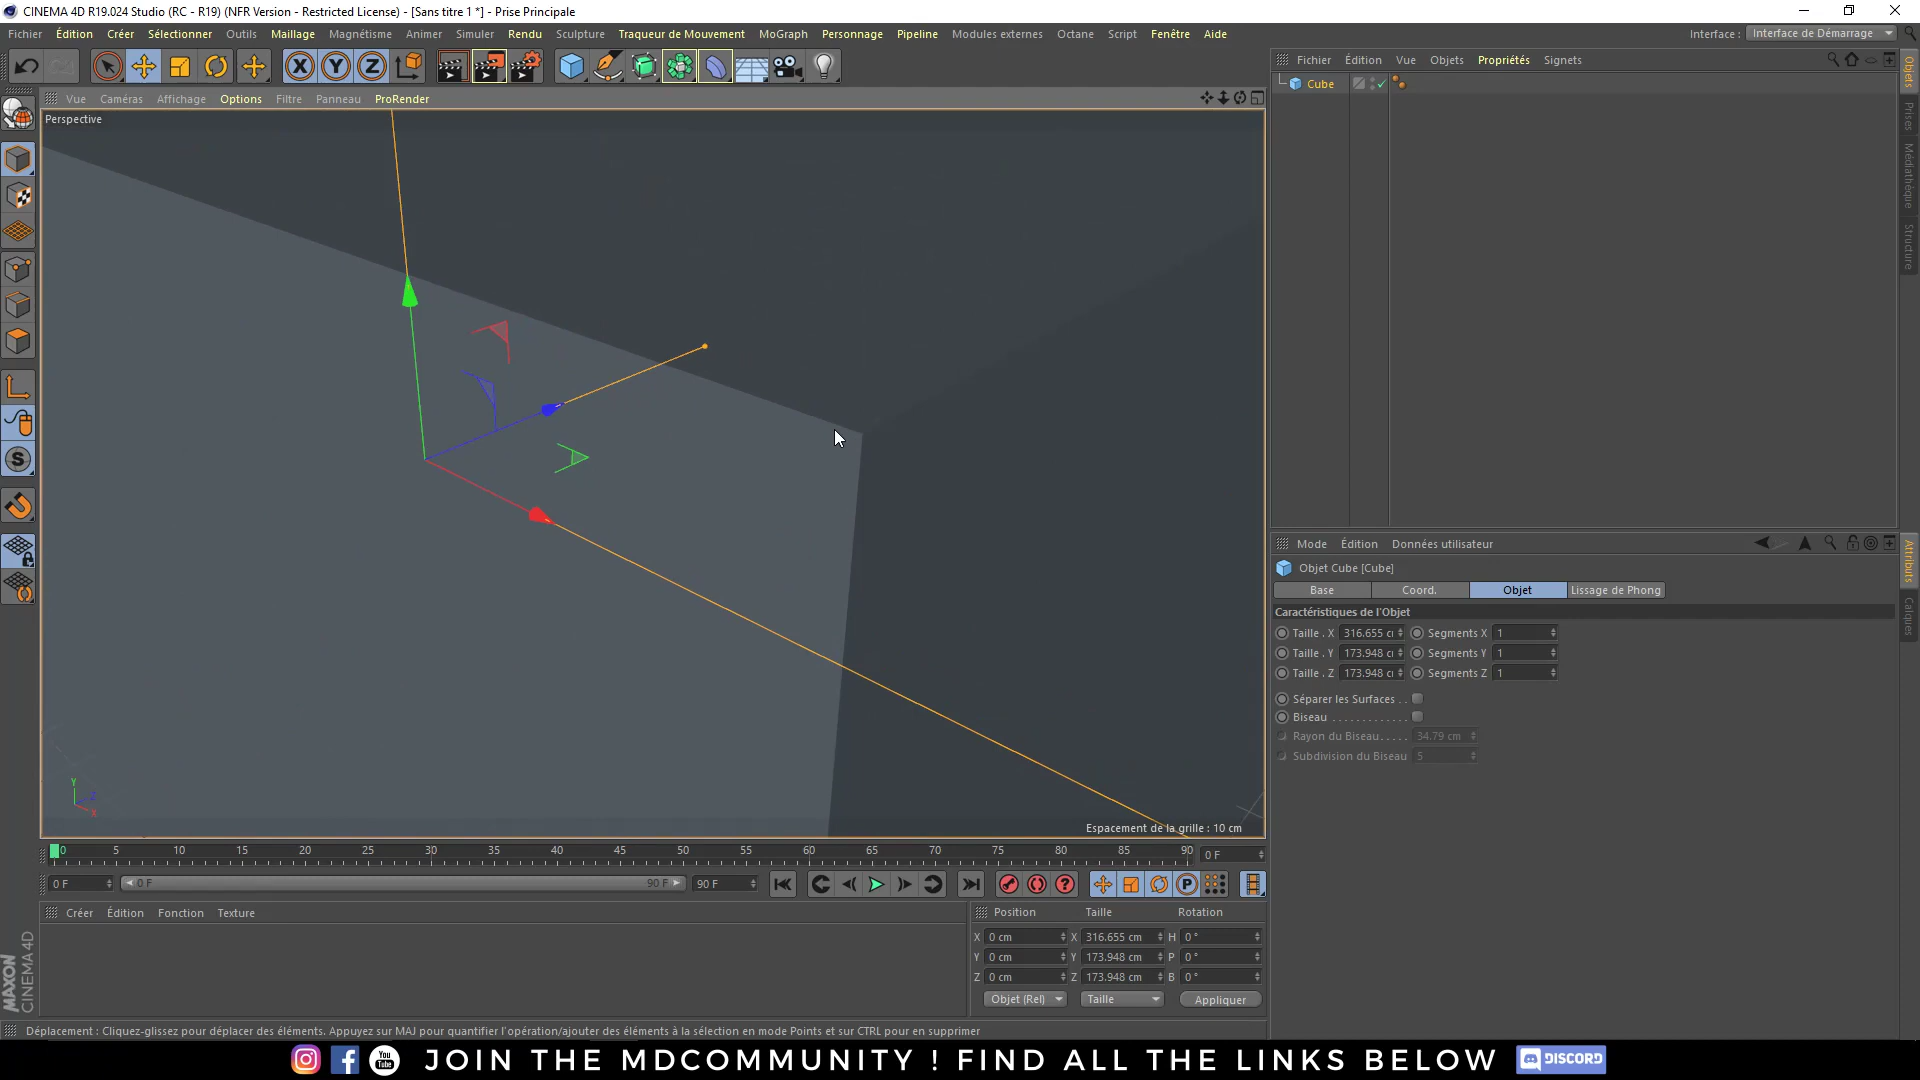 CINEMA 4D R19.024 Studio (RC - R19) (NFR Version - Restricted License) - [Sans titre 1 *] - Prise Principale
Fichier Édition Créer Sélectionner Outils Maillage Magnétisme Animer Simuler Rendu Sculpture Traqueur de Mouvement MoGraph Personnage Pipeline Modules externes Octane Script Fenêtre Aide Interface : Interface de Démarrage
X Y Z
Vue Caméras Affichage Options Filtre Panneau ProRender
Perspective
Fichier Édition Vue Objets Propriétés Signets
Cube
Objets
Prises
Médiathèque
Structure
Mode Édition Données utilisateur
Attributs
Calques
Objet Cube [Cube]
Base Coord. Objet Lissage de Phong
Caractéristiques de l'Objet
Taille . X 316.655 c Segments X 1
Taille . Y 173.948 c Segments Y 1
Taille . Z 173.948 c Segments Z 1
Séparer les Surfaces . .
Biseau . . . . . . . . . . . . .
Rayon du Biseau. . . . . 34.79 cm
Subdivision du Biseau 5
S
Y
Z
X
Espacement de la grille : 10 cm
0 5 10 15 20 25 30 35 40 45 50 55 60 65 70 75 80 85 90 0 F
0 F 0 F 90 F 90 F P
Créer Édition Fonction Texture
Position Taille Rotation
X 0 cm X 316.655 cm H 0 °
Y 0 cm Y 173.948 cm P 0 °
Z 0 cm Z 173.948 cm B 0 °
Objet (Rel) Taille Appliquer
MAXON
CINEMA 4D
Déplacement : Cliquez-glissez pour déplacer des éléments. Appuyez sur MAJ pour quantifier l'opération/ajouter des éléments à la sélection en mode Points et sur CTRL pour en supprimer
You Tube JOIN THE MDCOMMUNITY ! FIND ALL THE LINKS BELOW DISCORD